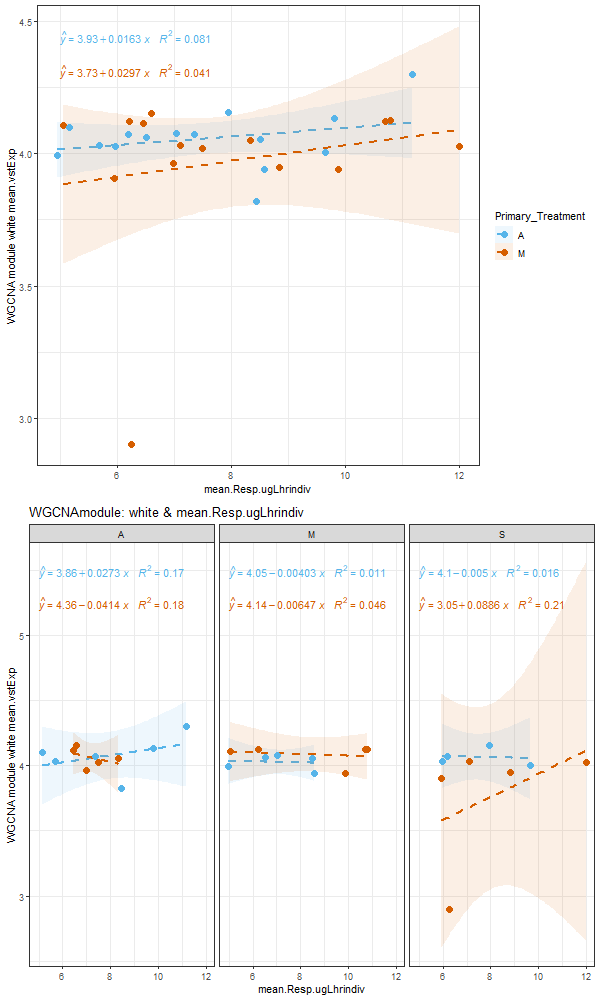 ŷ = 3.93+0.0163 x R² = 0.081
ŷ = 3.73+0.0297 x R² = 0.041
4.5
4.0
3.5
3.0
6 8 10 12
WGCNA module white mean.vstExp
mean.Resp.ugLhrindiv
Primary_Treatment
A
M
WGCNAmodule: white & mean.Resp.ugLhrindiv
A M S
ŷ = 3.86+0.0273 x R² = 0.17 ŷ = 4.05−0.00403 x R² = 0.011 ŷ = 4.1−0.005 x R² = 0.016
ŷ = 4.36−0.0414 x R² = 0.18 ŷ = 4.14−0.00647 x R² = 0.046 ŷ = 3.05+0.0886 x R² = 0.21
5
4
3
6 8 10 12 6 8 10 12 6 8 10 12
WGCNA module white mean.vstExp
mean.Resp.ugLhrindiv